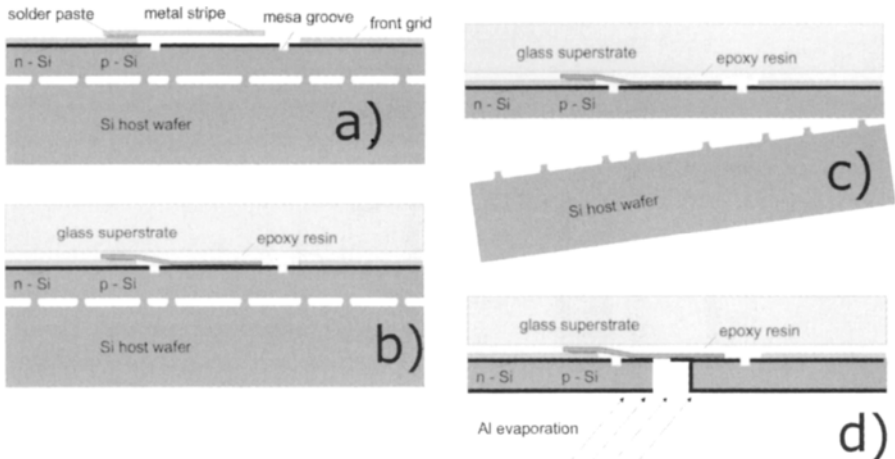 solder paste
metal stripe
mesa groove
front grid
n - Si
p - Si
Si host wafer
a)
glass superstrate
epoxy resin
n - Si
p - Si
Si host wafer
b)
glass superstrate
epoxy resin
n - Si
p - Si
Si host wafer
c)
glass superstrate
epoxy resin
n - Si
p - Si
Al evaporation
d)